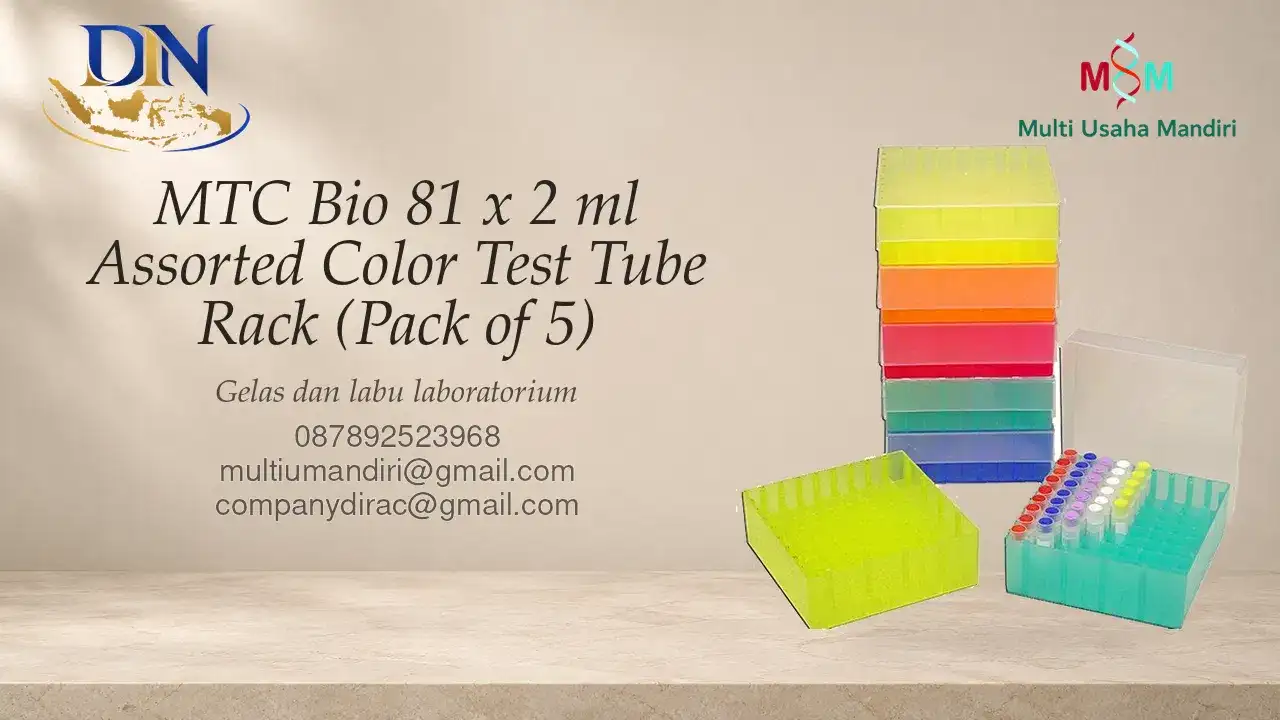 DN
M M
Multi Usaha Mandiri
MTC Bio 81 x 2 ml
Assorted Color Test Tube
Rack (Pack of 5)
Gelas dan labu laboratorium
087892523968
multiumandiri@gmail.com
companydirac@gmail.com